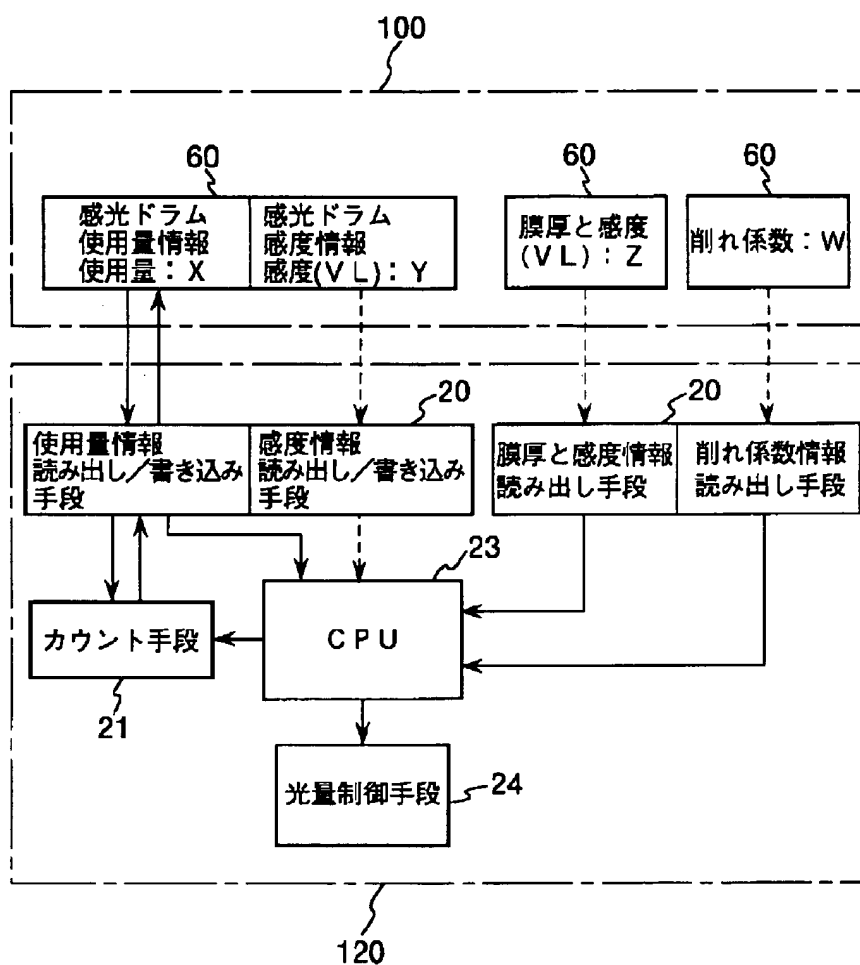 100
60
60
60
感光ドラム
使用量情報
使用量：X
感光ドラム
感度情報
感度(VL)：Y
膜厚と感度
(VL)：Z
削れ係数：W
20
20
使用量情報
読み出し／書き込み
手段
感度情報
読み出し／書き込み
手段
膜厚と感度情報
読み出し手段
削れ係数情報
読み出し手段
23
カウント手段
CPU
21
光量制御手段
24
120